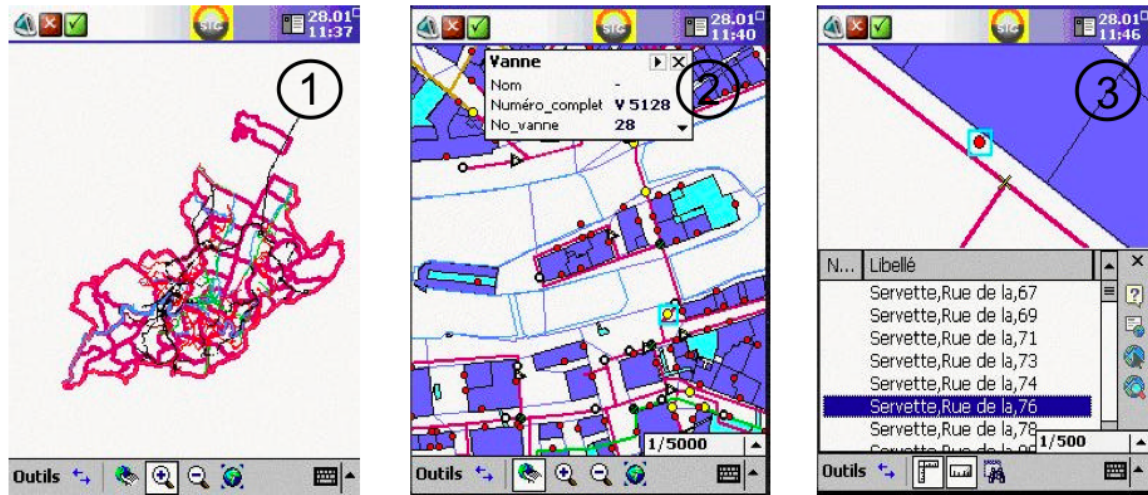 SIG
28.01
11:37
1
Outils
SIG
28.01
11:40
Vanne
2
Nom -
Numéro_complet V 5128
No_vanne 28
1/5000
Outils
SIG
28.01
11:46
3
N... Libellé
Servette,Rue de la,67
Servette,Rue de la,69
Servette,Rue de la,71
Servette,Rue de la,73
Servette,Rue de la,74
Servette,Rue de la,76
Servette,Rue de la,78
1/500
Outils